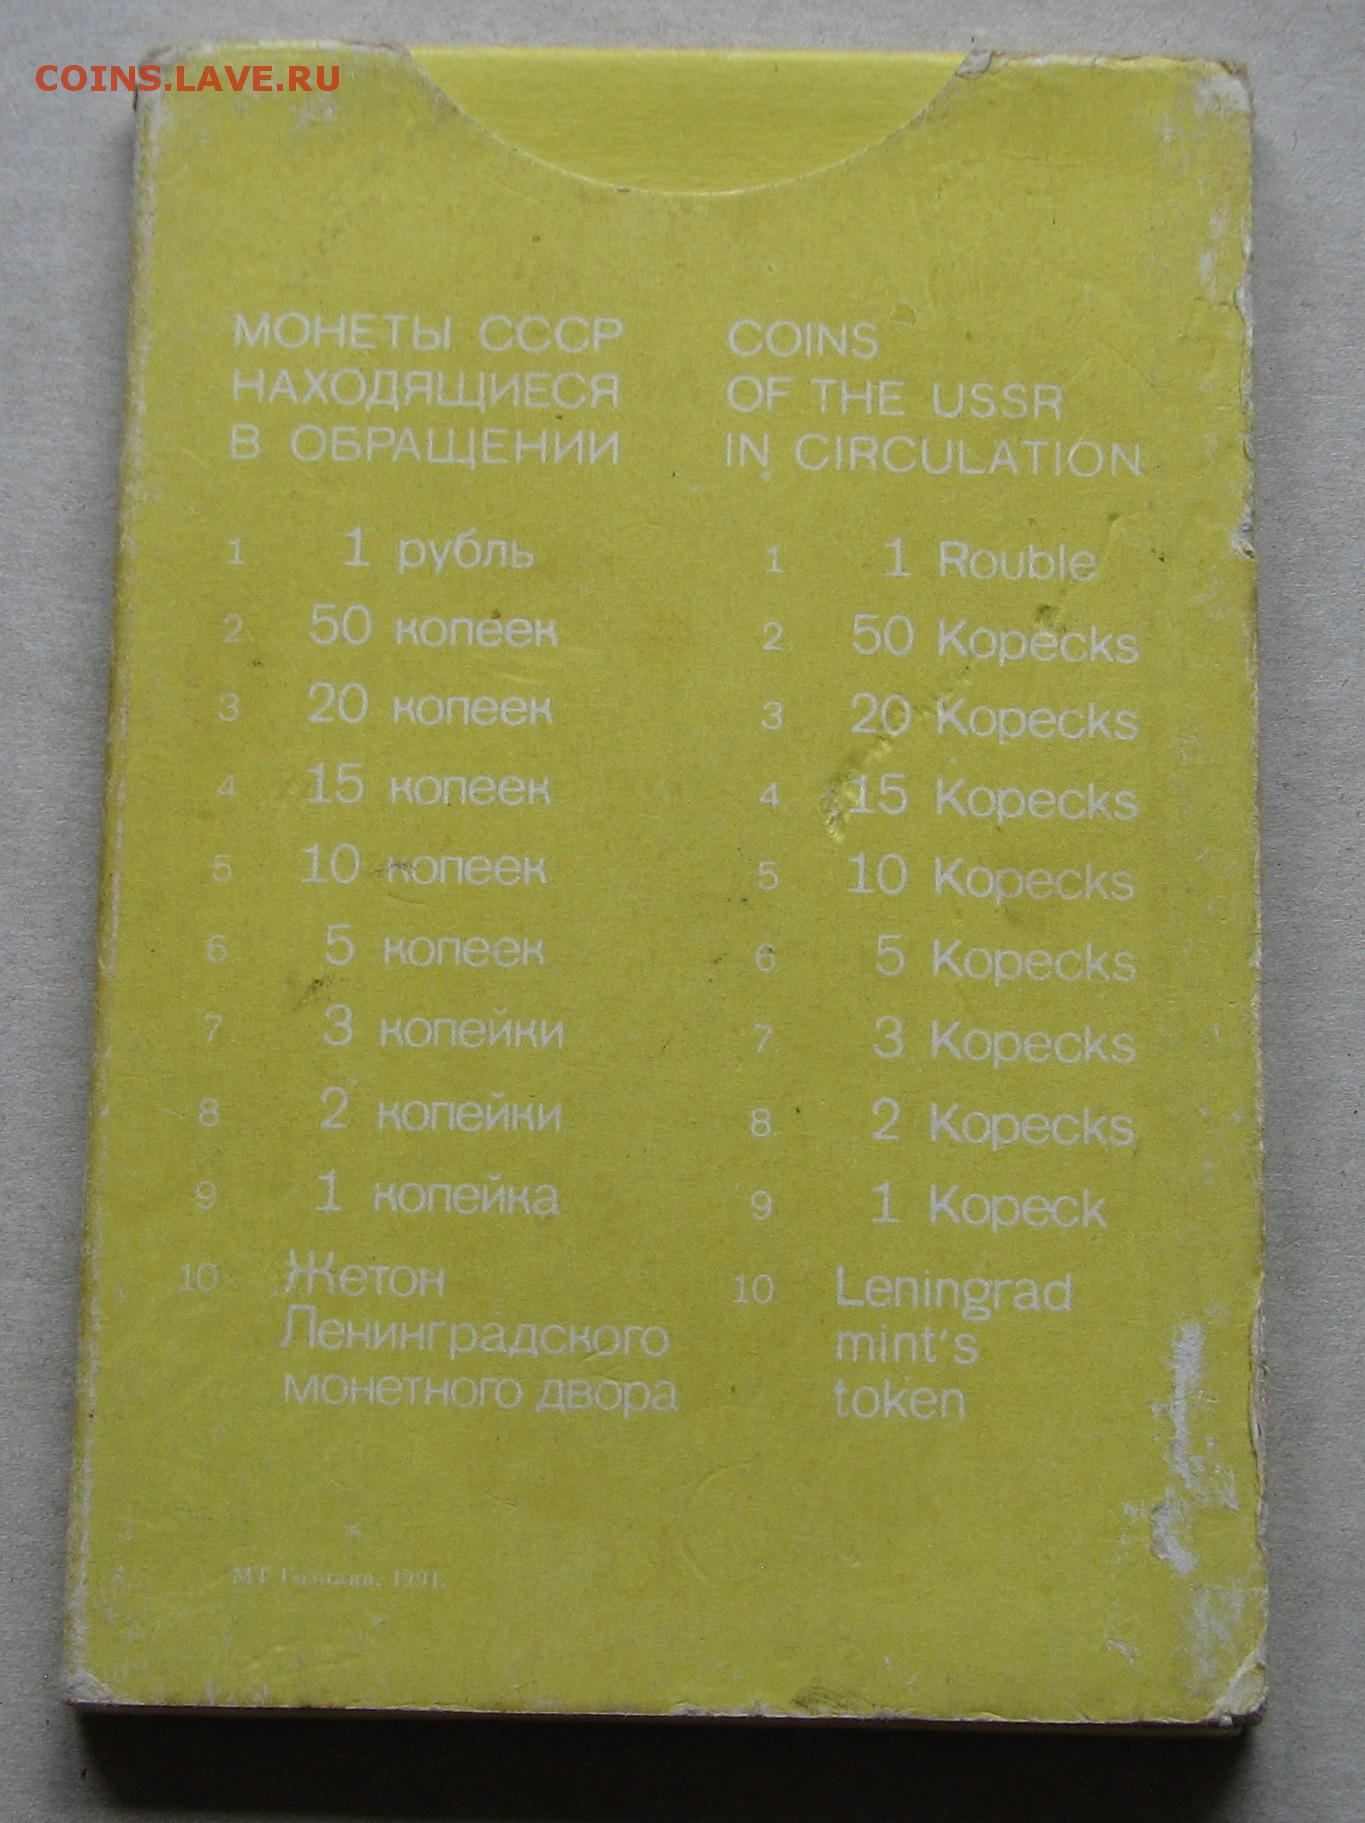 COINS.LAVE.RU
МОНЕТЫ СССР
НАХОДЯЩИЕСЯ
В ОБРАЩЕНИИ
1 1 рубль
2 50 копеек
3 20 копеек
4 15 копеек
5 10 копеек
6 5 копеек
7 3 копейки
8 2 копейки
9 1 копейка
10 Жетон
Ленинградского
монетного двора
COINS
OF THE USSR
IN CIRCULATION
1 1 Rouble
2 50 Kopecks
3 20 Kopecks
4 15 Kopecks
5 10 Kopecks
6 5 Kopecks
7 3 Kopecks
8 2 Kopecks
9 1 Kopeck
10 Leningrad
mint's
token
МТ Гознака. 1991.